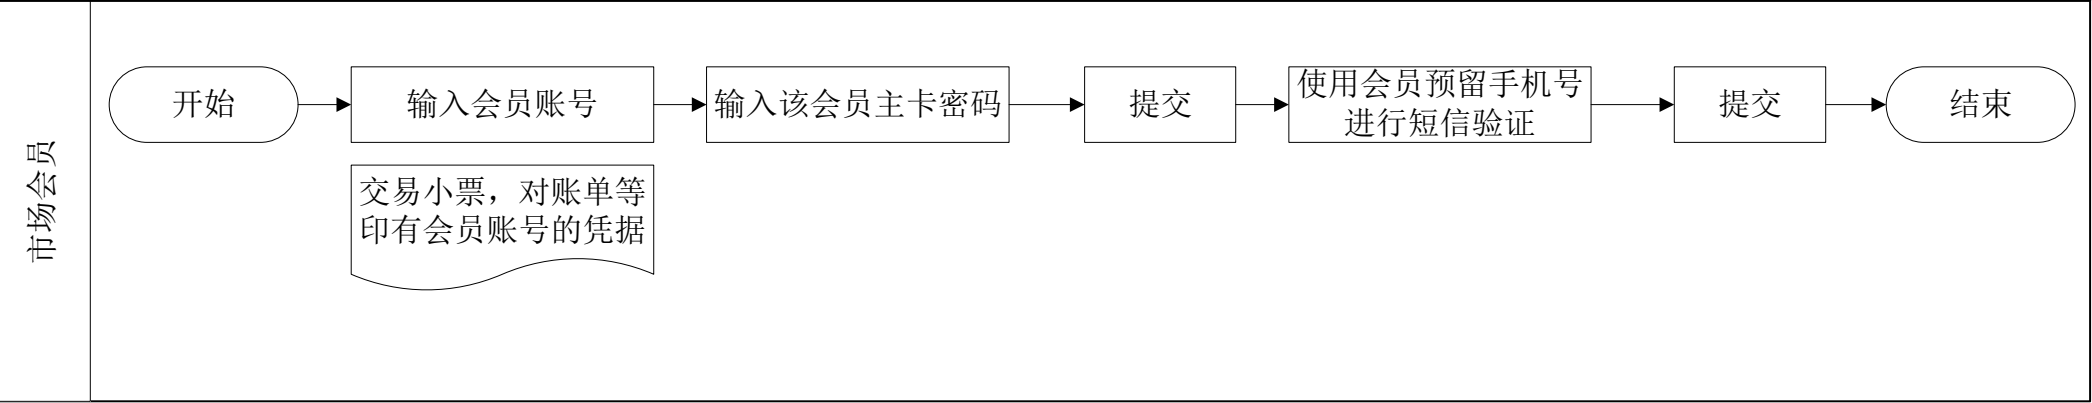 市场会员
开始
输入会员账号
输入该会员主卡密码
提交
使用会员预留手机号
进行短信验证
提交
结束
交易小票，对账单等
印有会员账号的凭据